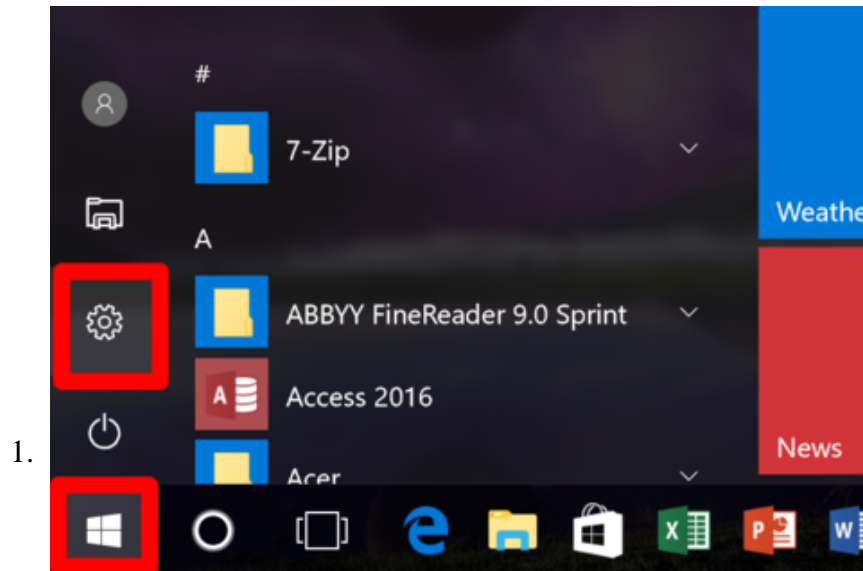 #
7-Zip
Weathe
A
ABBYY FineReader 9.0 Sprint
A
Access 2016
News
1.
Acer
X
P
W